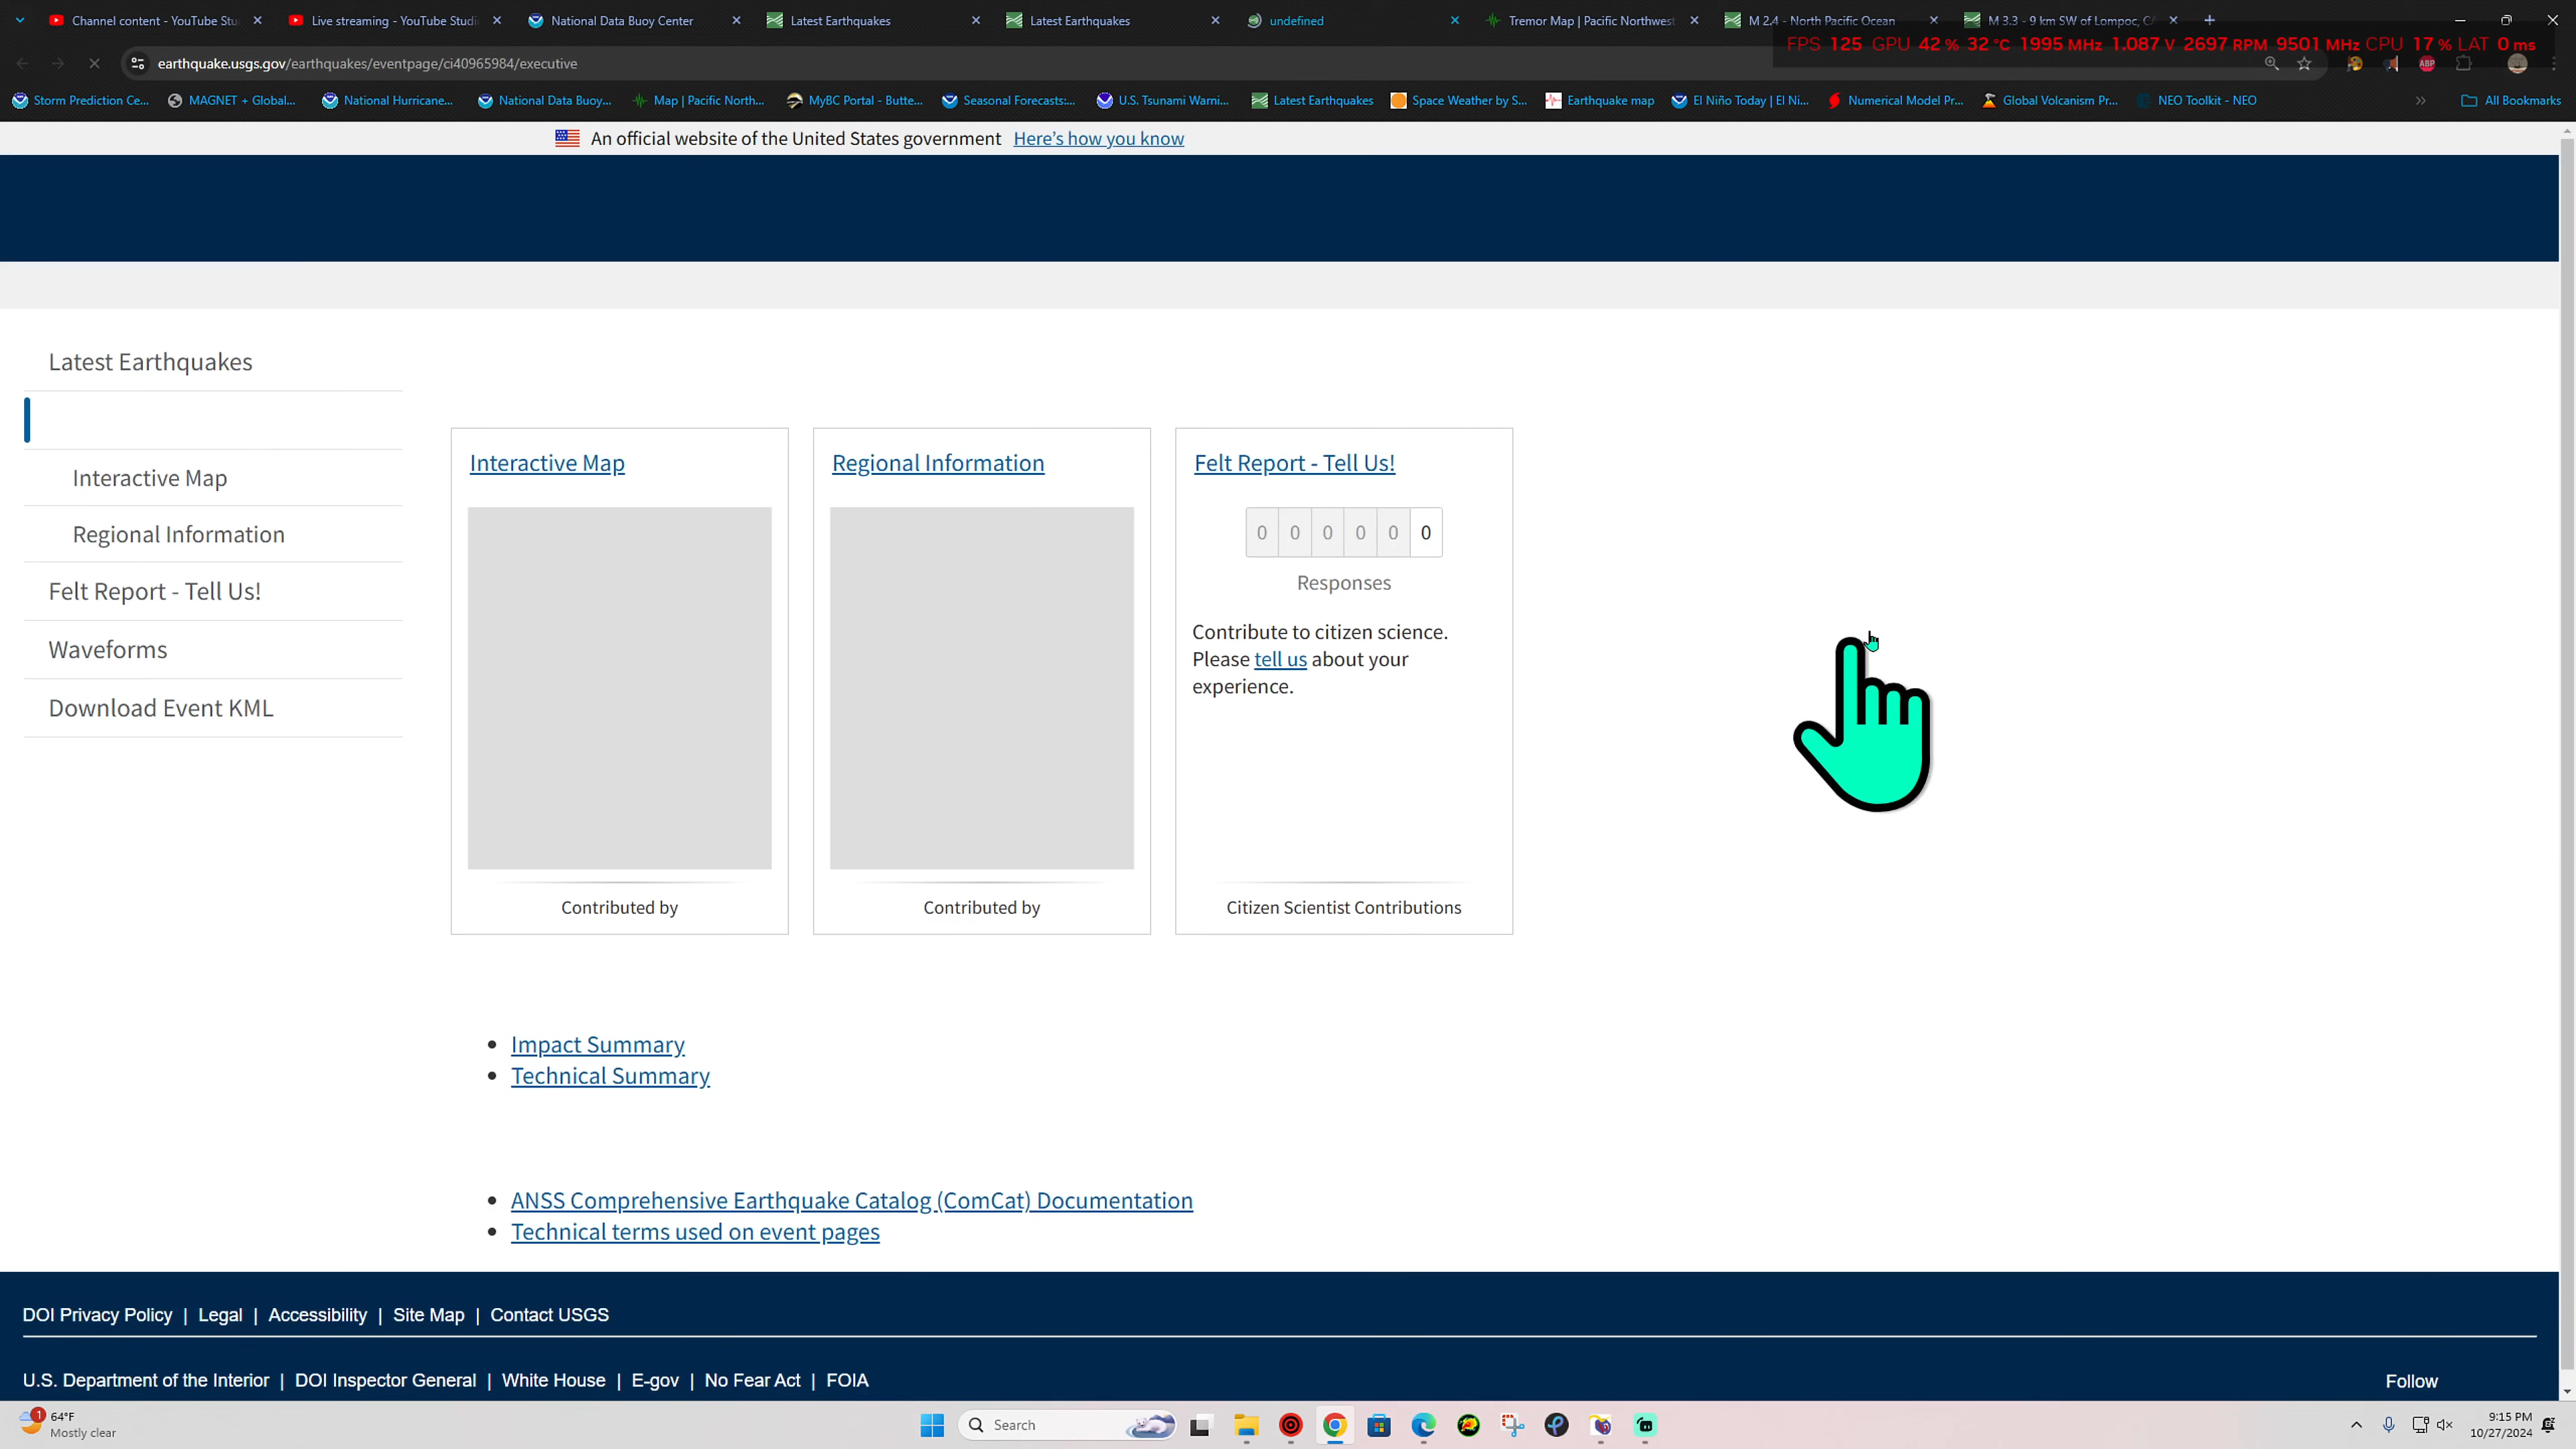 Channel content - YouTube Stu
Live streaming - YouTube Studi
National Data Buoy Center
Latest Earthquakes
Latest Earthquakes
undefined
Tremor Map | Pacific Northwest
M 2.4 - North Pacific Ocean
M 3.3 - 9 km SW of Lompoc, CA
FPS 125 GPU 42 % 32 °C 1995 MHz 1.087 V 2697 RPM 9501 MHz CPU 17 % LAT 0 ms
earthquake.usgs.gov/earthquakes/eventpage/ci40965984/executive
ABP
Storm Prediction Ce...
MAGNET + Global...
National Hurricane...
National Data Buoy...
Map | Pacific North...
MyBC Portal - Butte...
Seasonal Forecasts:...
U.S. Tsunami Warni...
Latest Earthquakes
Space Weather by S...
Earthquake map
El Niño Today | El Ni...
Numerical Model Pr...
Global Volcanism Pr...
NEO Toolkit - NEO
All Bookmarks
An official website of the United States government Here's how you know
Latest Earthquakes
Interactive Map
Regional Information
Felt Report - Tell Us!
Waveforms
Download Event KML
Interactive Map
Contributed by
Regional Information
Contributed by
Felt Report - Tell Us!
0 0 0 0 0 0
Responses
Contribute to citizen science.
Please tell us about your
experience.
Citizen Scientist Contributions
Impact Summary
Technical Summary
ANSS Comprehensive Earthquake Catalog (ComCat) Documentation
Technical terms used on event pages
DOI Privacy Policy | Legal | Accessibility | Site Map | Contact USGS
U.S. Department of the Interior | DOI Inspector General | White House | E-gov | No Fear Act | FOIA
Follow
1
64°F
Mostly clear
Search
9:15 PM
10/27/2024